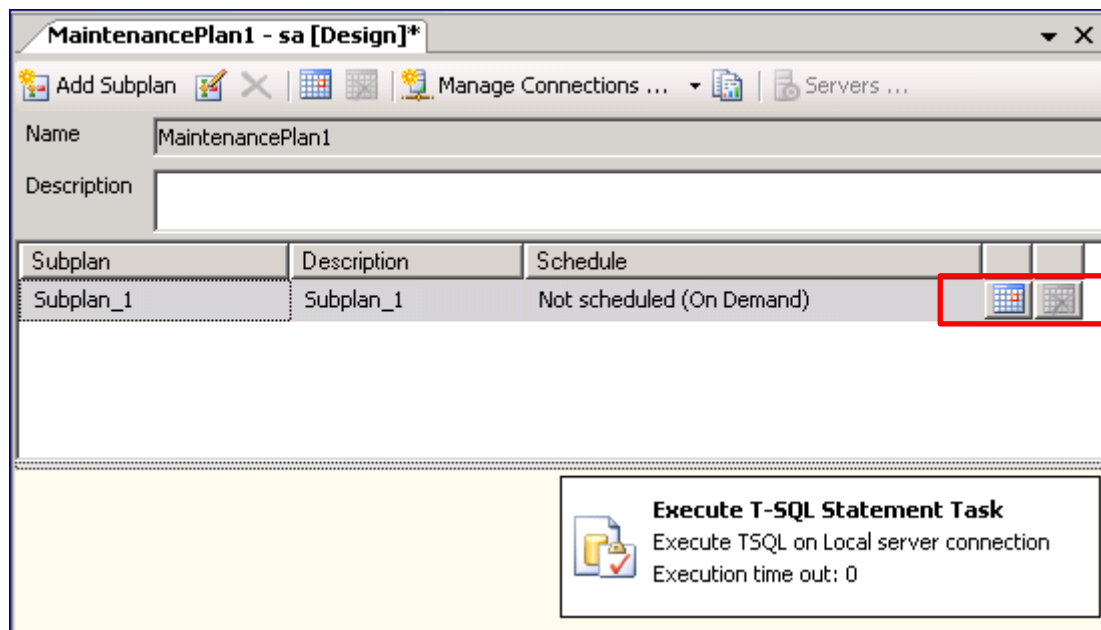 MaintenancePlan1 - sa [Design]*
Add Subplan Manage Connections ... Servers ...
Name MaintenancePlan1
Description
Subplan Description Schedule
Subplan_1 Subplan_1 Not scheduled (On Demand)
Execute T-SQL Statement Task
Execute TSQL on Local server connection
Execution time out: 0